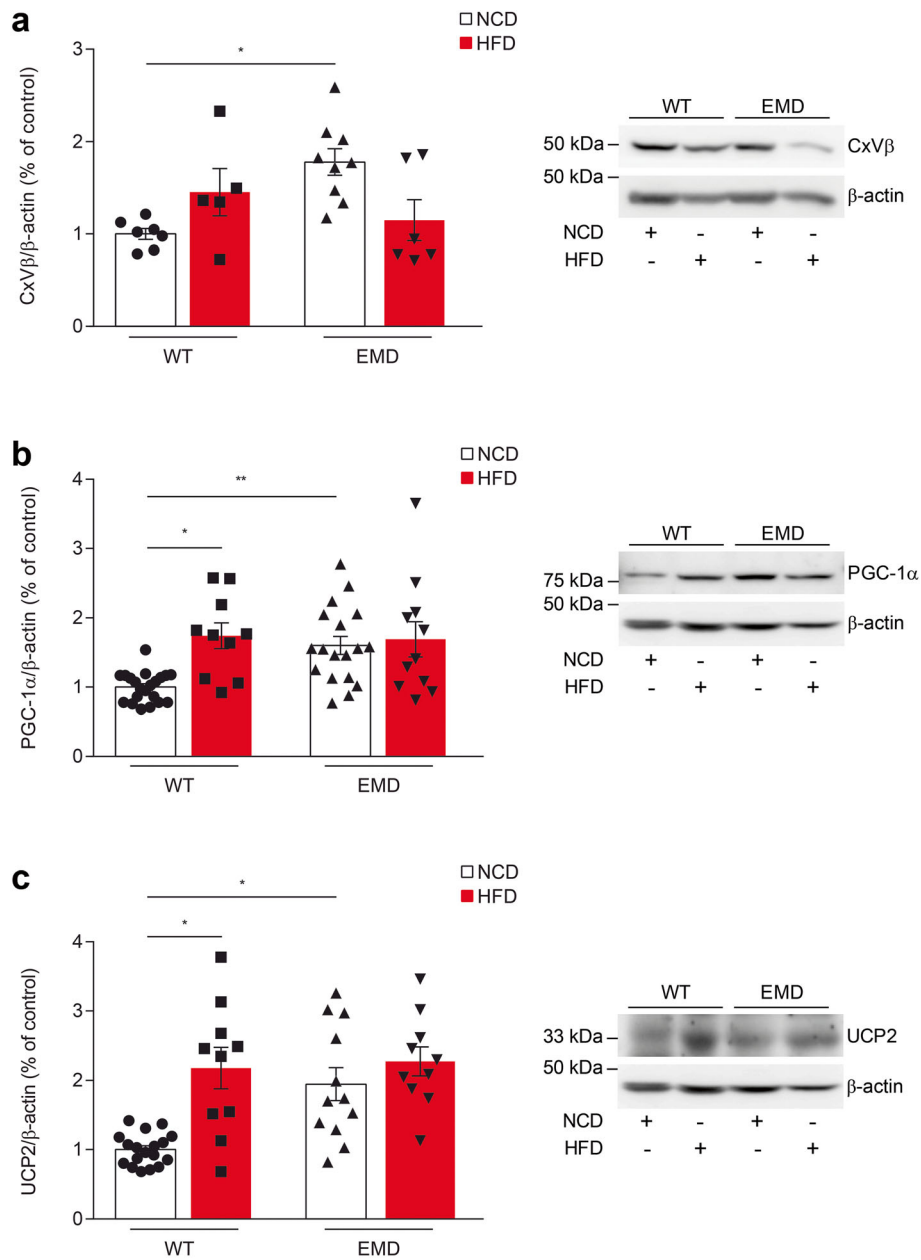 a
NCD
HFD
CxVβ/β-actin (% of control)
3
2
1
0
*
WT
EMD
WT EMD
50 kDa
CxVβ
50 kDa
β-actin
NCD + - + -
HFD - + - +
b
NCD
HFD
PGC-1α/β-actin (% of control)
4
3
2
1
0
**
*
WT
EMD
WT EMD
75 kDa
PGC-1α
50 kDa
β-actin
NCD + - + -
HFD - + - +
c
NCD
HFD
UCP2/β-actin (% of control)
4
3
2
1
0
*
*
WT
EMD
WT EMD
33 kDa
UCP2
50 kDa
β-actin
NCD + - + -
HFD - + - +